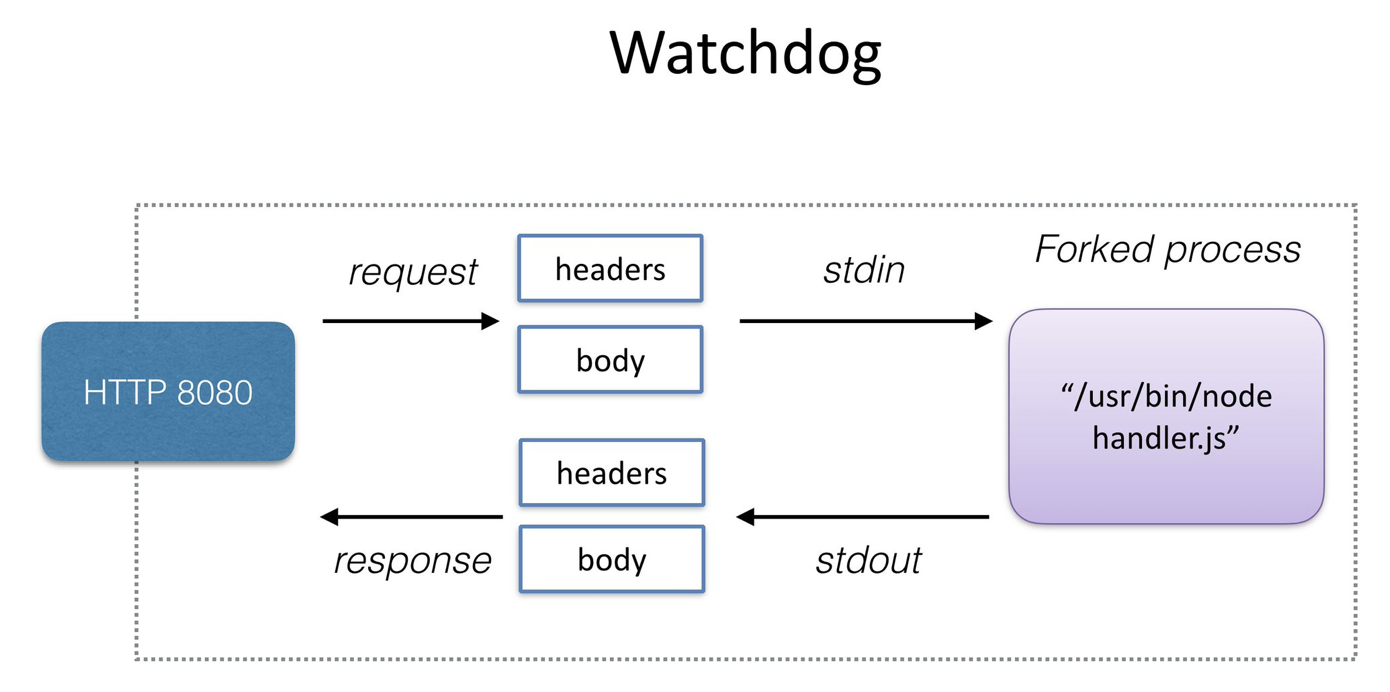 Watchdog
Forked process
request
headers
stdin
body
HTTP 8080
“/usr/bin/node
handler.js”
headers
response
body
stdout